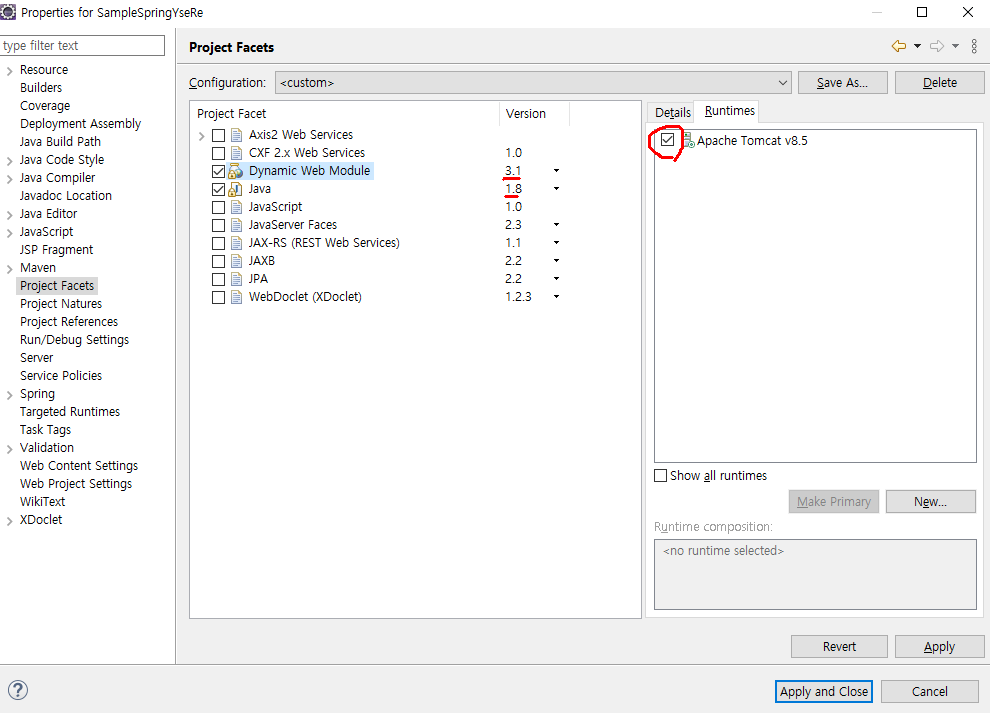 Properties for SampleSpringYseRe
type filter text
Resource
Builders
Coverage
Deployment Assembly
Java Build Path
Java Code Style
Java Compiler
Javadoc Location
Java Editor
JavaScript
JSP Fragment
Maven
Project Facets
Project Natures
Project References
Run/Debug Settings
Server
Service Policies
Spring
Targeted Runtimes
Task Tags
Validation
Web Content Settings
Web Project Settings
WikiText
XDoclet
Project Facets
Configuration: <custom> Save As... Delete
Project Facet Version
Axis2 Web Services
CXF 2.x Web Services 1.0
Dynamic Web Module 3.1
Java 1.8
JavaScript 1.0
JavaServer Faces 2.3
JAX-RS (REST Web Services) 1.1
JAXB 2.2
JPA 2.2
WebDoclet (XDoclet) 1.2.3
Details Runtimes
Apache Tomcat v8.5
Show all runtimes
Make Primary New...
Runtime composition:
<no runtime selected>
Revert Apply
? Apply and Close Cancel